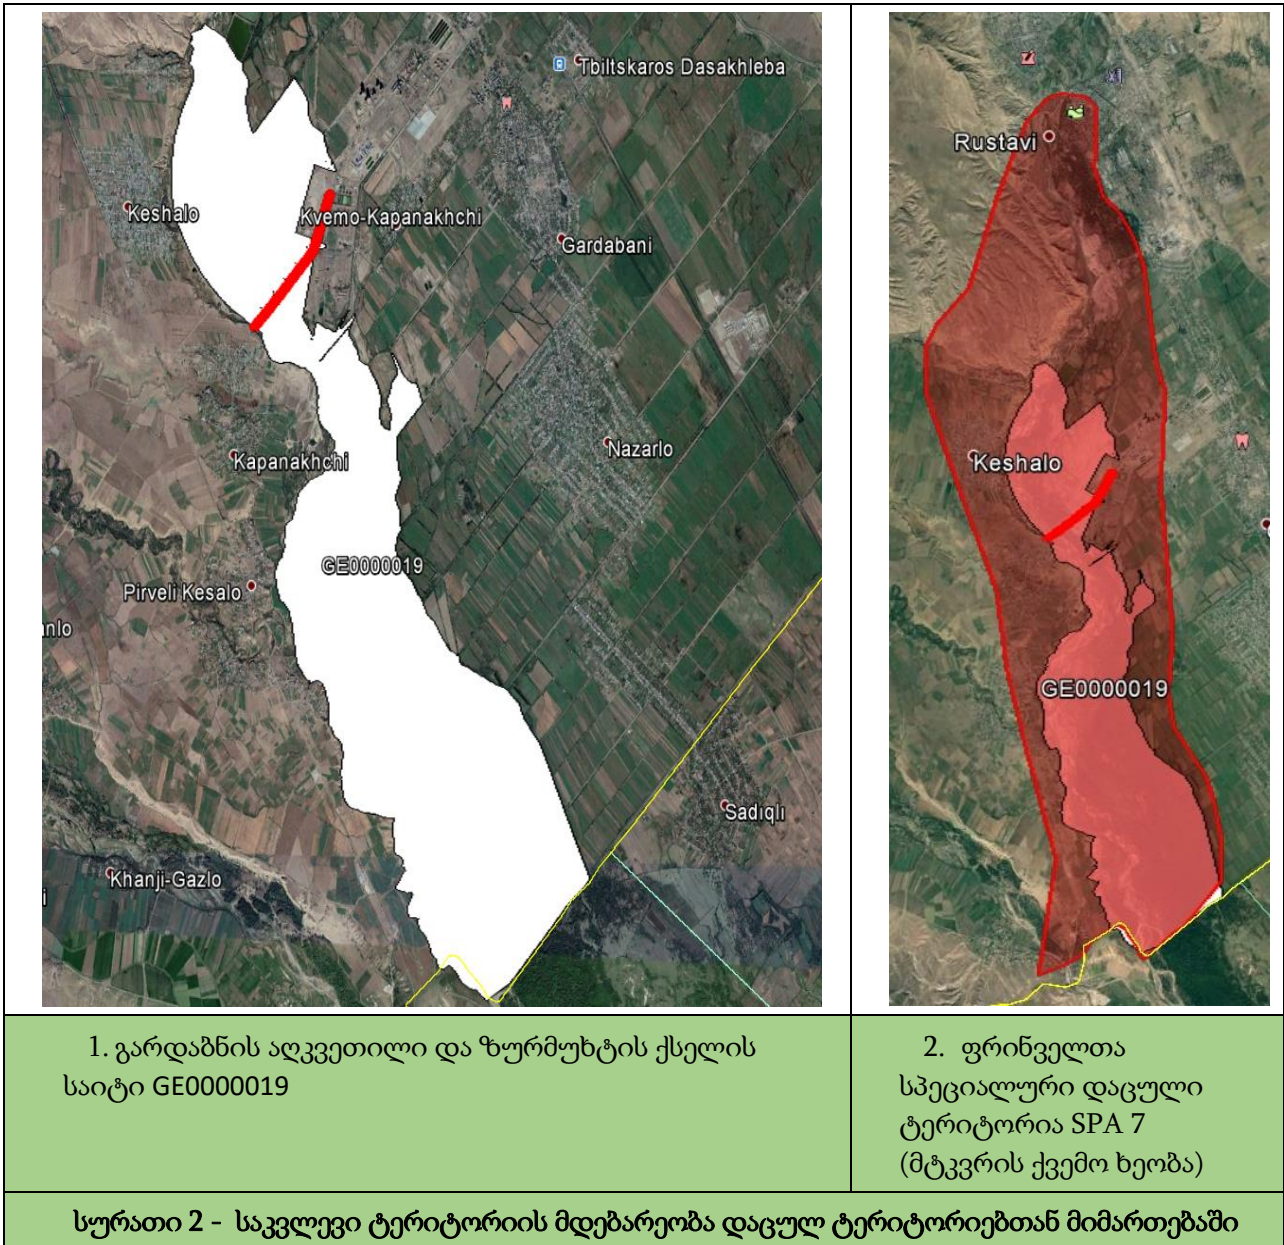 Tbiltskaros Dasakhleba
Keshalo
Kvemo-Kapanakhchi
Gardabani
Kapanakhchi
Nazarlo
GE0000019
Pirveli Kesalo
nlo
Sadıqlı
Khanji-Gazlo
i
Rustavi
Keshalo
GE0000019
1. გარდაბნის აღკვეთილი და ზურმუხტის ქსელის
საიტი GE0000019
2. ფრინველთა
სპეციალური დაცული
ტერიტორია SPA 7
(მტკვრის ქვემო ხეობა)
სურათი 2 - საკვლევი ტერიტორიის მდებარეობა დაცულ ტერიტორიებთან მიმართებაში